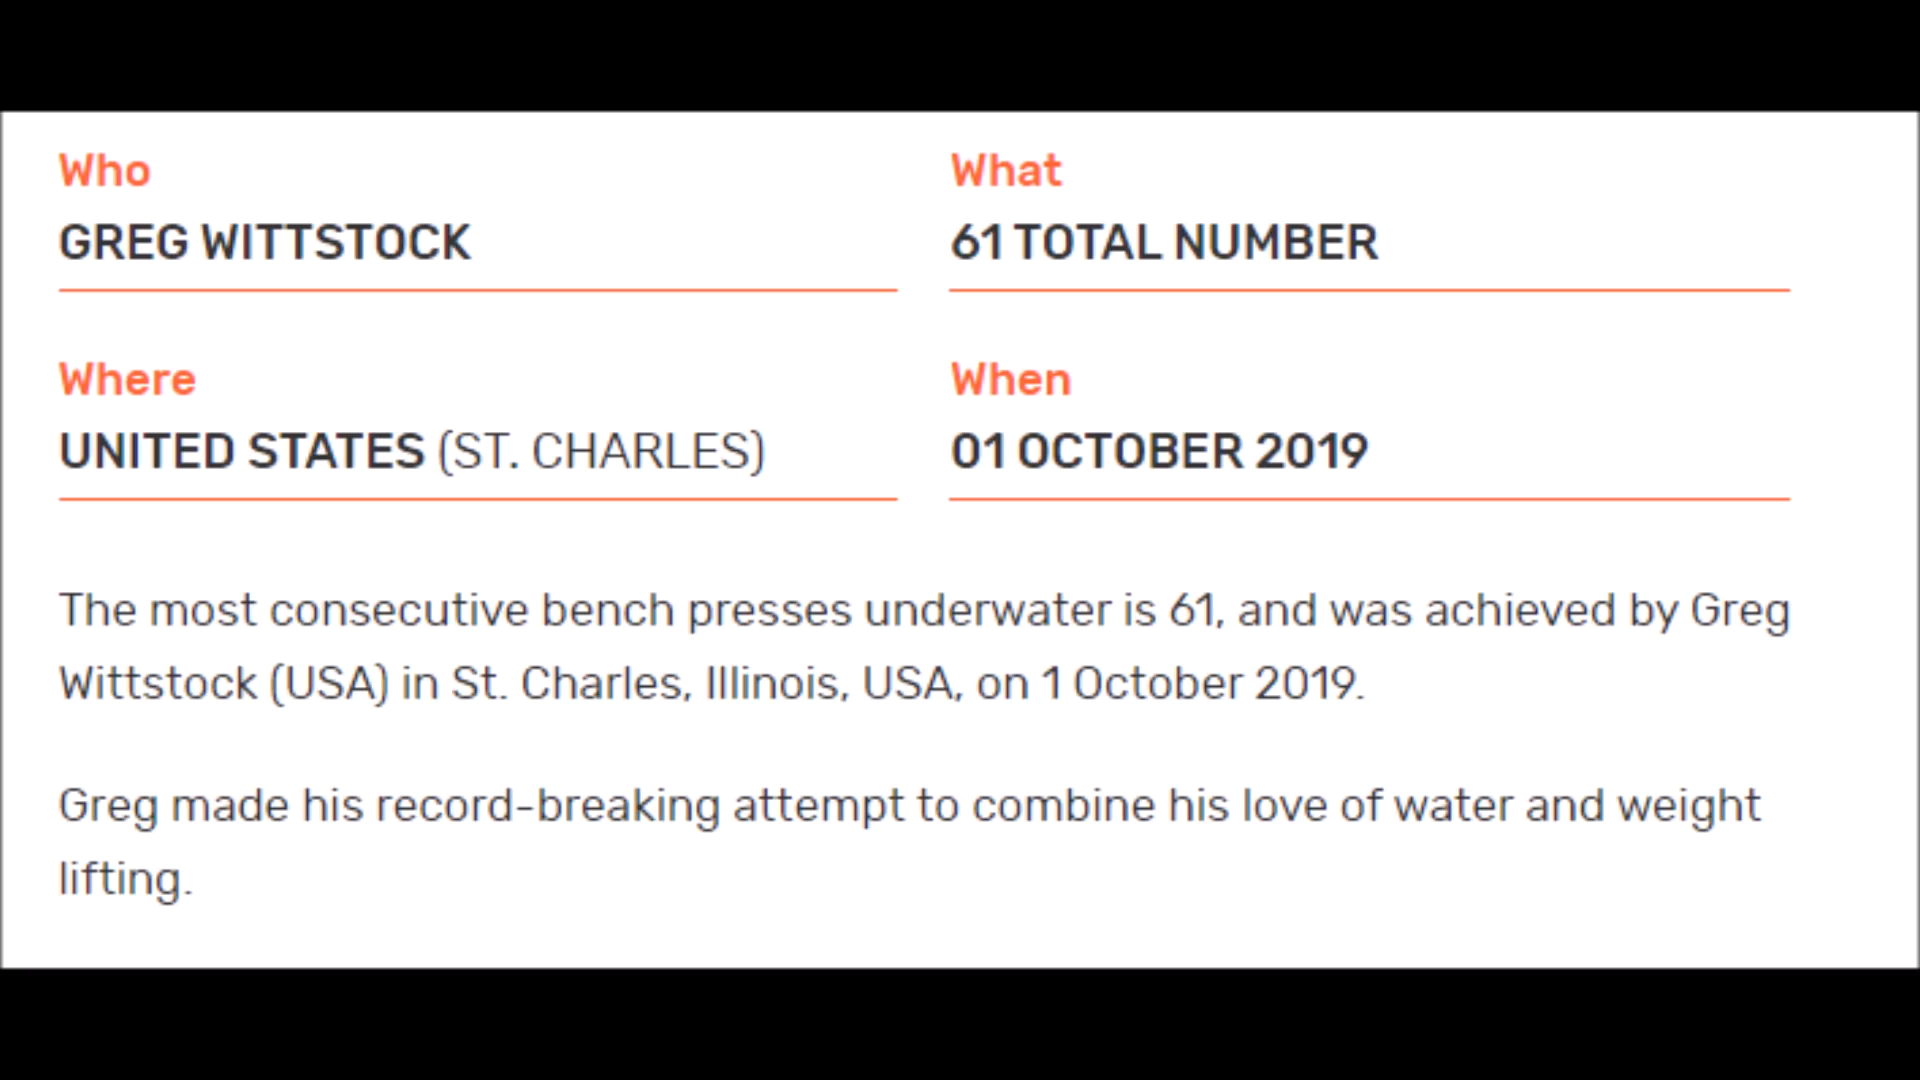 Who
GREG WITTSTOCK
What
61 TOTAL NUMBER
Where
UNITED STATES (ST. CHARLES)
When
01 OCTOBER 2019
The most consecutive bench presses underwater is 61, and was achieved by Greg
Wittstock (USA) in St. Charles, Illinois, USA, on 1 October 2019.
Greg made his record-breaking attempt to combine his love of water and weight
lifting.